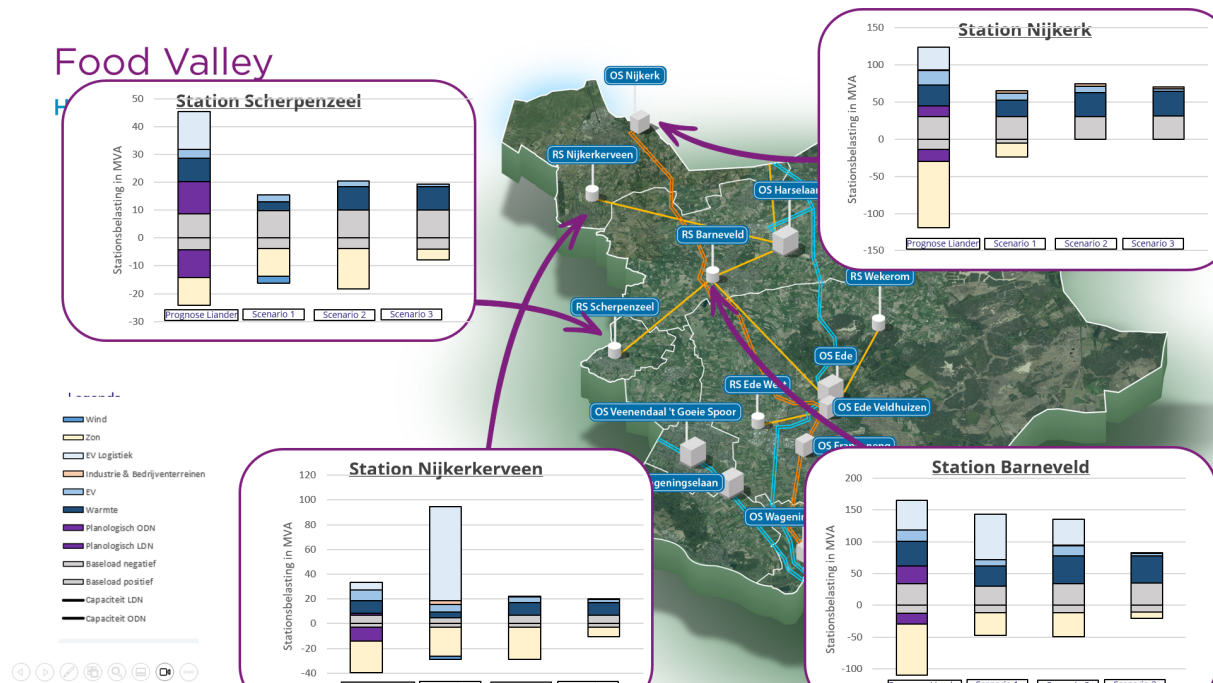 Food Valley
H
Station Scherpenzeel
Stationsbelasting in MVA
50
40
30
20
10
0
-10
-20
-30
Prognose Liander
Scenario 1
Scenario 2
Scenario 3
Station Nijkerk
Stationsbelasting in MVA
150
100
50
0
-50
-100
-150
Prognose Liander
Scenario 1
Scenario 2
Scenario 3
OS Nijkerk
RS Nijkerkerveen
OS Harselaar
RS Barneveld
RS Wekerom
RS Scherpenzeel
OS Ede
RS Ede West
OS Ede Veldhuizen
OS Veenendaal 't Goeie Spoor
egeningselaan
OS Wagenin
Legenda
Wind
Zon
EV Logistiek
Industrie & Bedrijventerreinen
EV
Warmte
Planologisch ODN
Planologisch LDN
Baseload negatief
Baseload positief
Capaciteit LDN
Capaciteit ODN
Station Nijkerkerveen
Stationsbelasting in MVA
120
100
80
60
40
20
0
-20
-40
Station Barneveld
Stationsbelasting in MVA
200
150
100
50
0
-50
-100